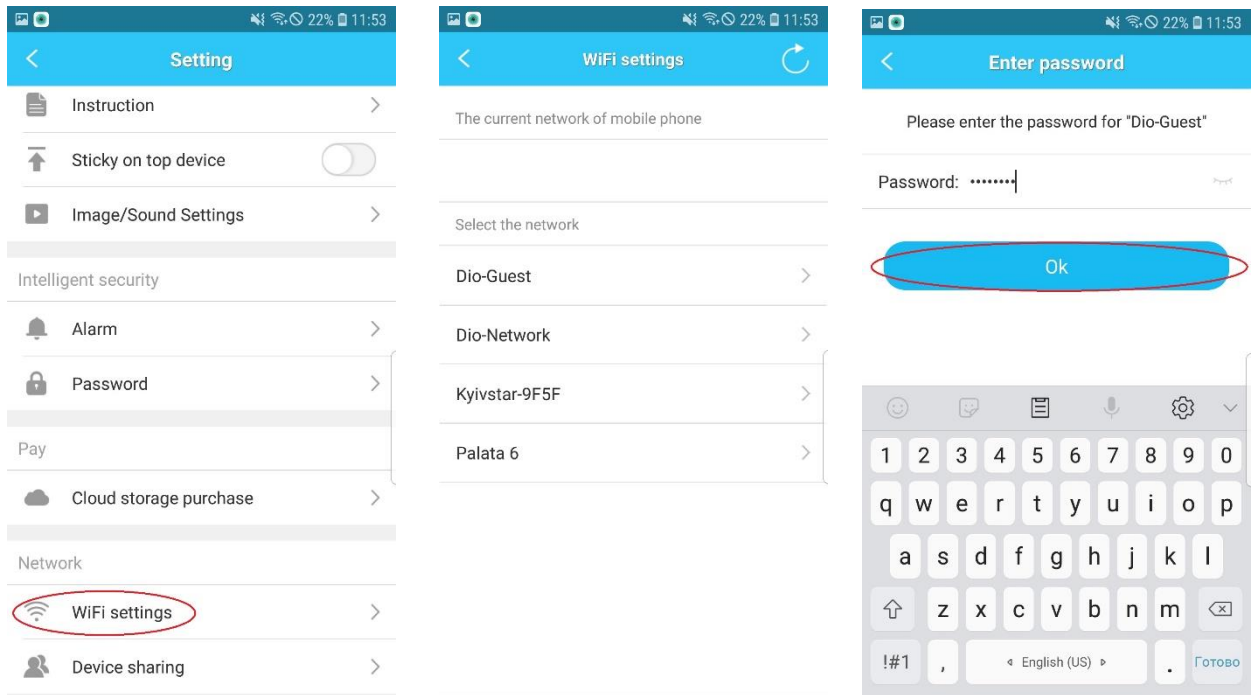 22% 11:53
Setting
Instruction
Sticky on top device
Image/Sound Settings
Intelligent security
Alarm
Password
Pay
Cloud storage purchase
Network
WiFi settings
Device sharing
22% 11:53
WiFi settings
The current network of mobile phone
Select the network
Dio-Guest
Dio-Network
Kyivstar-9F5F
Palata 6
22% 11:53
Enter password
Please enter the password for "Dio-Guest"
Password: ••••••••
Ok
1 2 3 4 5 6 7 8 9 0
q w e r t y u i o p
a s d f g h j k l
z x c v b n m
!#1 , English (US) . Готово